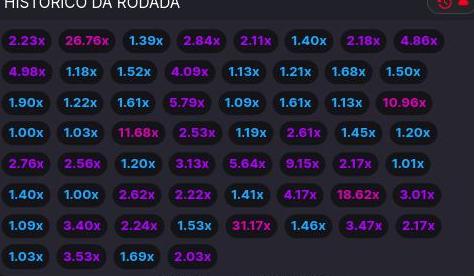 HISTÓRICO DA RODADA
2.23x 26.76x 1.39x 2.84x 2.11x 1.40x 2.18x 4.86x
4.98x 1.18x 1.52x 4.09x 1.13x 1.21x 1.68x 1.50x
1.90x 1.22x 1.61x 5.79x 1.09x 1.61x 1.13x 10.96x
1.00x 1.03x 11.68x 2.53x 1.19x 2.61x 1.45x 1.20x
2.76x 2.56x 1.20x 3.13x 5.64x 9.15x 2.17x 1.01x
1.40x 1.00x 2.62x 2.22x 1.41x 4.17x 18.62x 3.01x
1.09x 3.40x 2.24x 1.53x 31.17x 1.46x 3.47x 2.17x
1.03x 3.53x 1.69x 2.03x